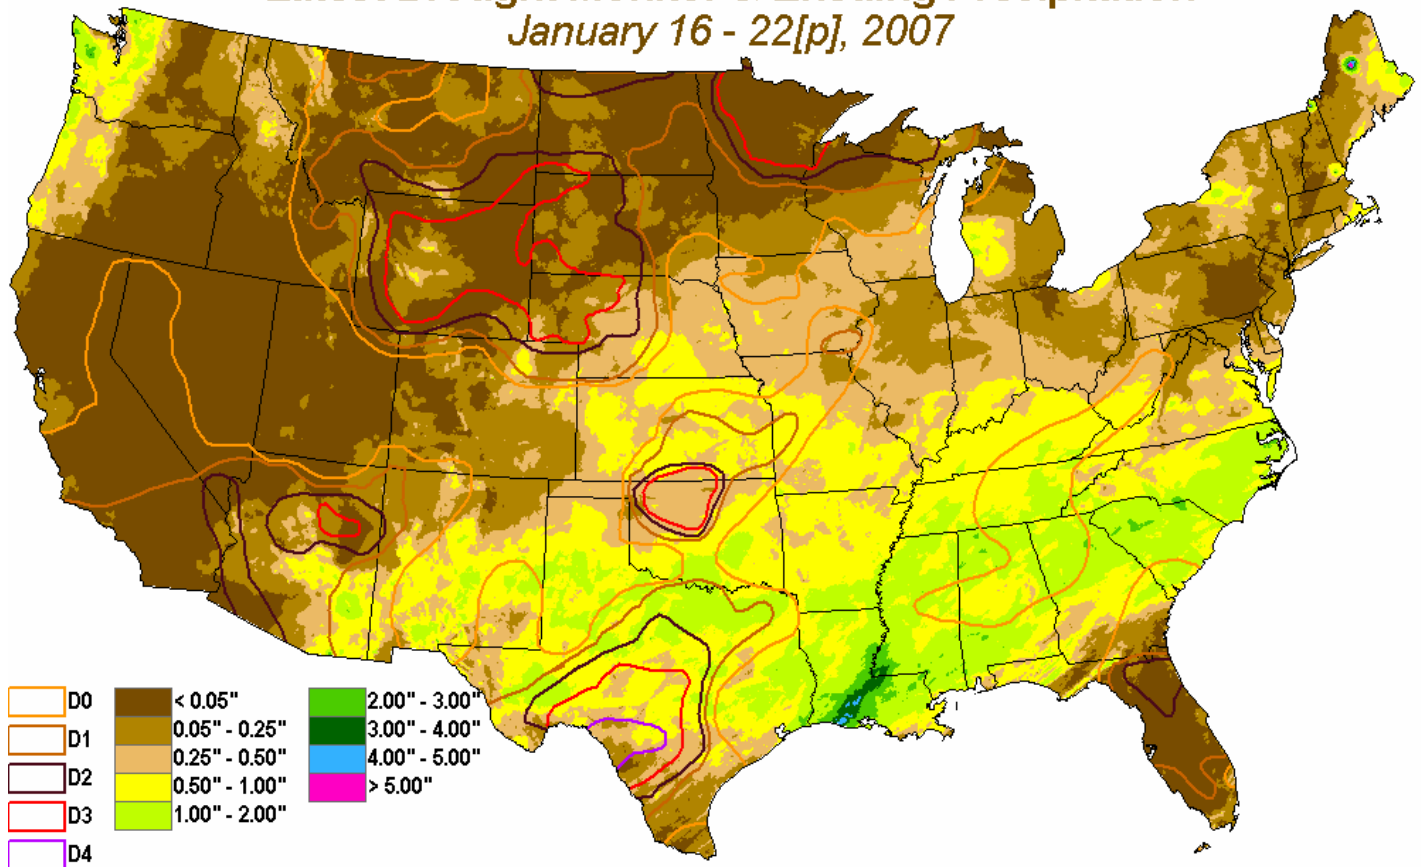 January 16 - 22[p], 2007
D0
D1
D2
D3
D4
< 0.05"
0.05" - 0.25"
0.25" - 0.50"
0.50" - 1.00"
1.00" - 2.00"
2.00" - 3.00"
3.00" - 4.00"
4.00" - 5.00"
> 5.00"